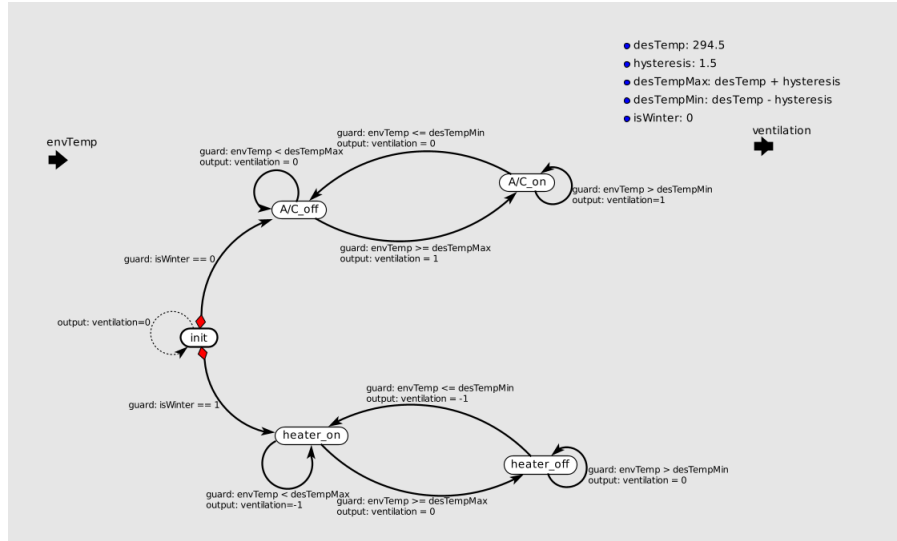 desTemp: 294.5
hysteresis: 1.5
desTempMax: desTemp + hysteresis
desTempMin: desTemp - hysteresis
isWinter: 0
envTemp
ventilation
guard: envTemp <= desTempMin
output: ventilation = 0
guard: envTemp < desTempMax
output: ventilation = 0
A/C_on
guard: envTemp > desTempMin
output: ventilation=1
A/C_off
guard: envTemp >= desTempMax
output: ventilation = 1
guard: isWinter == 0
output: ventilation=0
init
guard: isWinter == 1
guard: envTemp <= desTempMin
output: ventilation = -1
heater_on
heater_off
guard: envTemp > desTempMin
output: ventilation = 0
guard: envTemp < desTempMax
output: ventilation=-1
guard: envTemp >= desTempMax
output: ventilation = 0